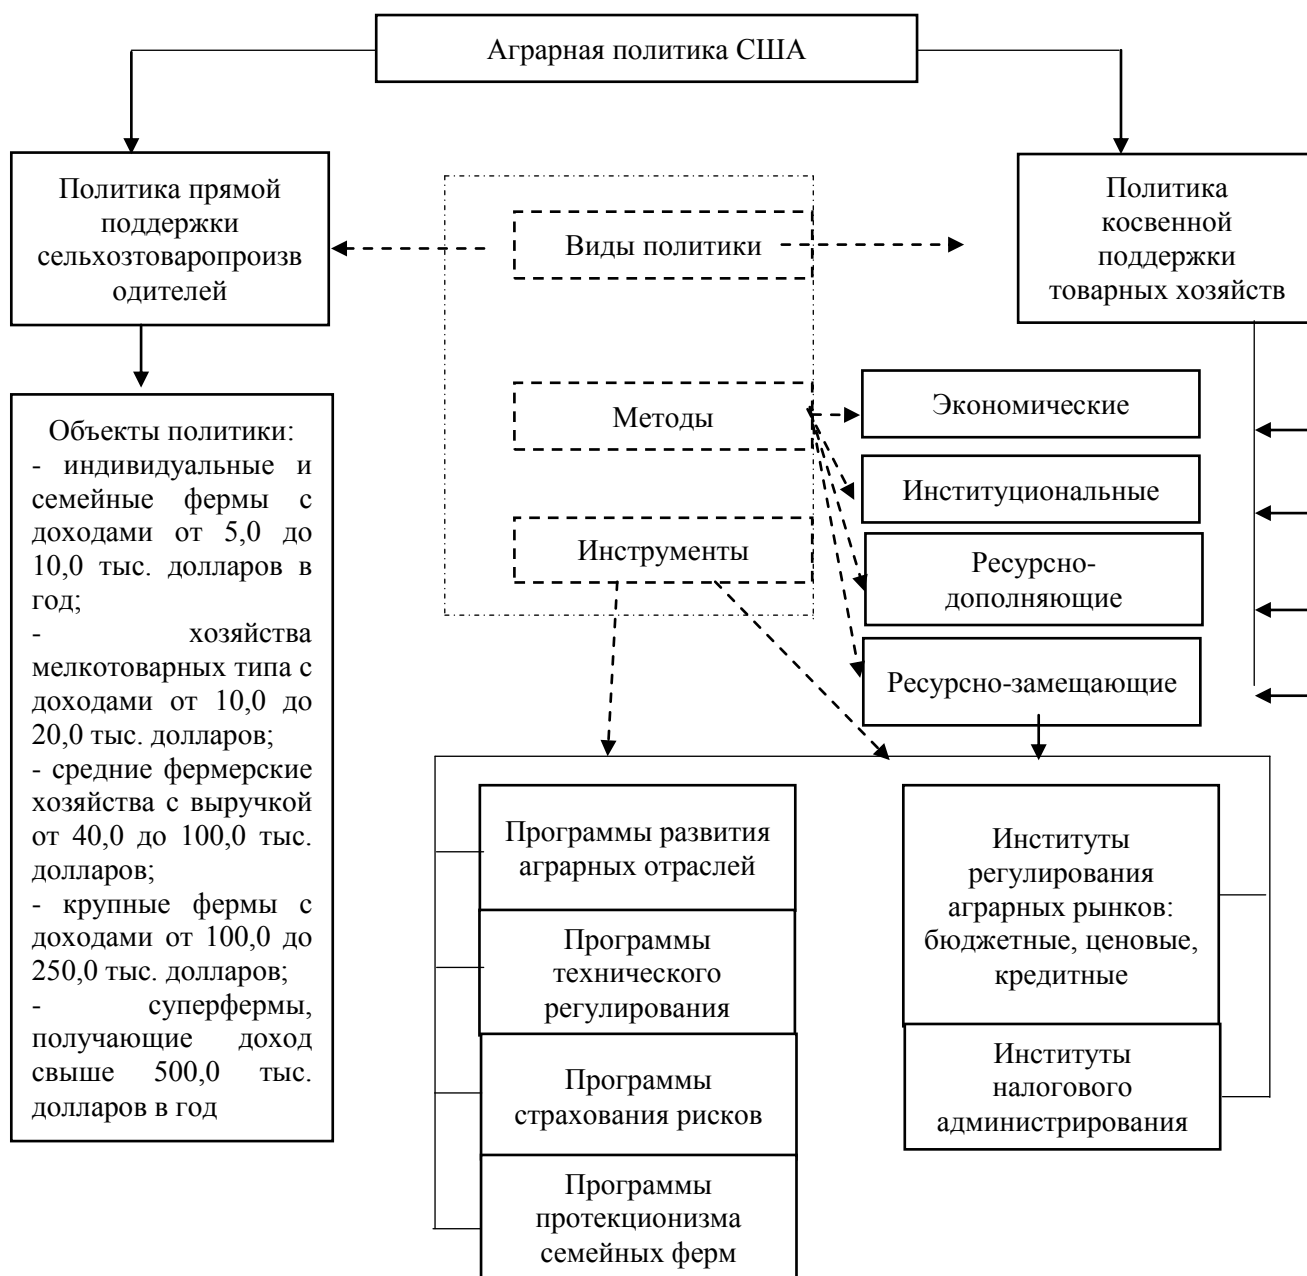 Аграрная политика США
Политика прямой
поддержки
сельхозтоваропроизв
одителей
Виды политики
Политика
косвенной
поддержки
товарных хозяйств
Объекты политики:
- индивидуальные и
семейные фермы с
доходами от 5,0 до
10,0 тыс. долларов в
год;
- хозяйства
мелкотоварных типа с
доходами от 10,0 до
20,0 тыс. долларов;
- средние фермерские
хозяйства с выручкой
от 40,0 до 100,0 тыс.
долларов;
- крупные фермы с
доходами от 100,0 до
250,0 тыс. долларов;
- суперфермы,
получающие доход
свыше 500,0 тыс.
долларов в год
Методы
Инструменты
Экономические
Институциональные
Ресурсно-
дополняющие
Ресурсно-замещающие
Программы развития
аграрных отраслей
Программы
технического
регулирования
Программы
страхования рисков
Программы
протекционизма
семейных ферм
Институты
регулирования
аграрных рынков:
бюджетные, ценовые,
кредитные
Институты
налогового
администрирования